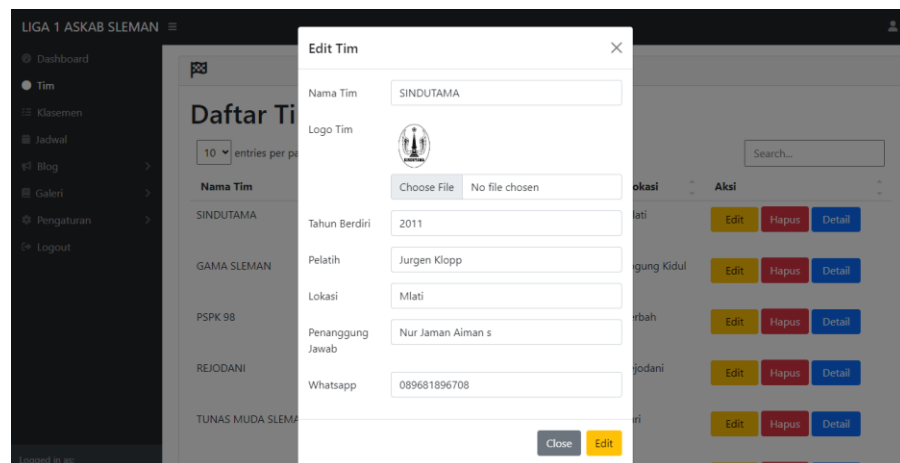 LIGA 1 ASKAB SLEMAN
Edit Tim
Dashboard
Tim
Klasemen
Jadwal
Blog
Galeri
Pengaturan
Logout
Logged in as:
Daftar Ti
10 entries per pa
Search...
Nama Tim
okasi
Aksi
SINDUTAMA
lati
Edit Hapus Detail
GAMA SLEMAN
gung Kidul
Edit Hapus Detail
PSPK 98
rbah
Edit Hapus Detail
REJODANI
ejodani
Edit Hapus Detail
TUNAS MUDA SLEMA
ri
Edit Hapus Detail
Nama Tim
SINDUTAMA
Logo Tim
Choose File No file chosen
Tahun Berdiri
2011
Pelatih
Jurgen Klopp
Lokasi
Mlati
Penanggung
Jawab
Nur Jaman Aiman s
Whatsapp
089681896708
Close Edit